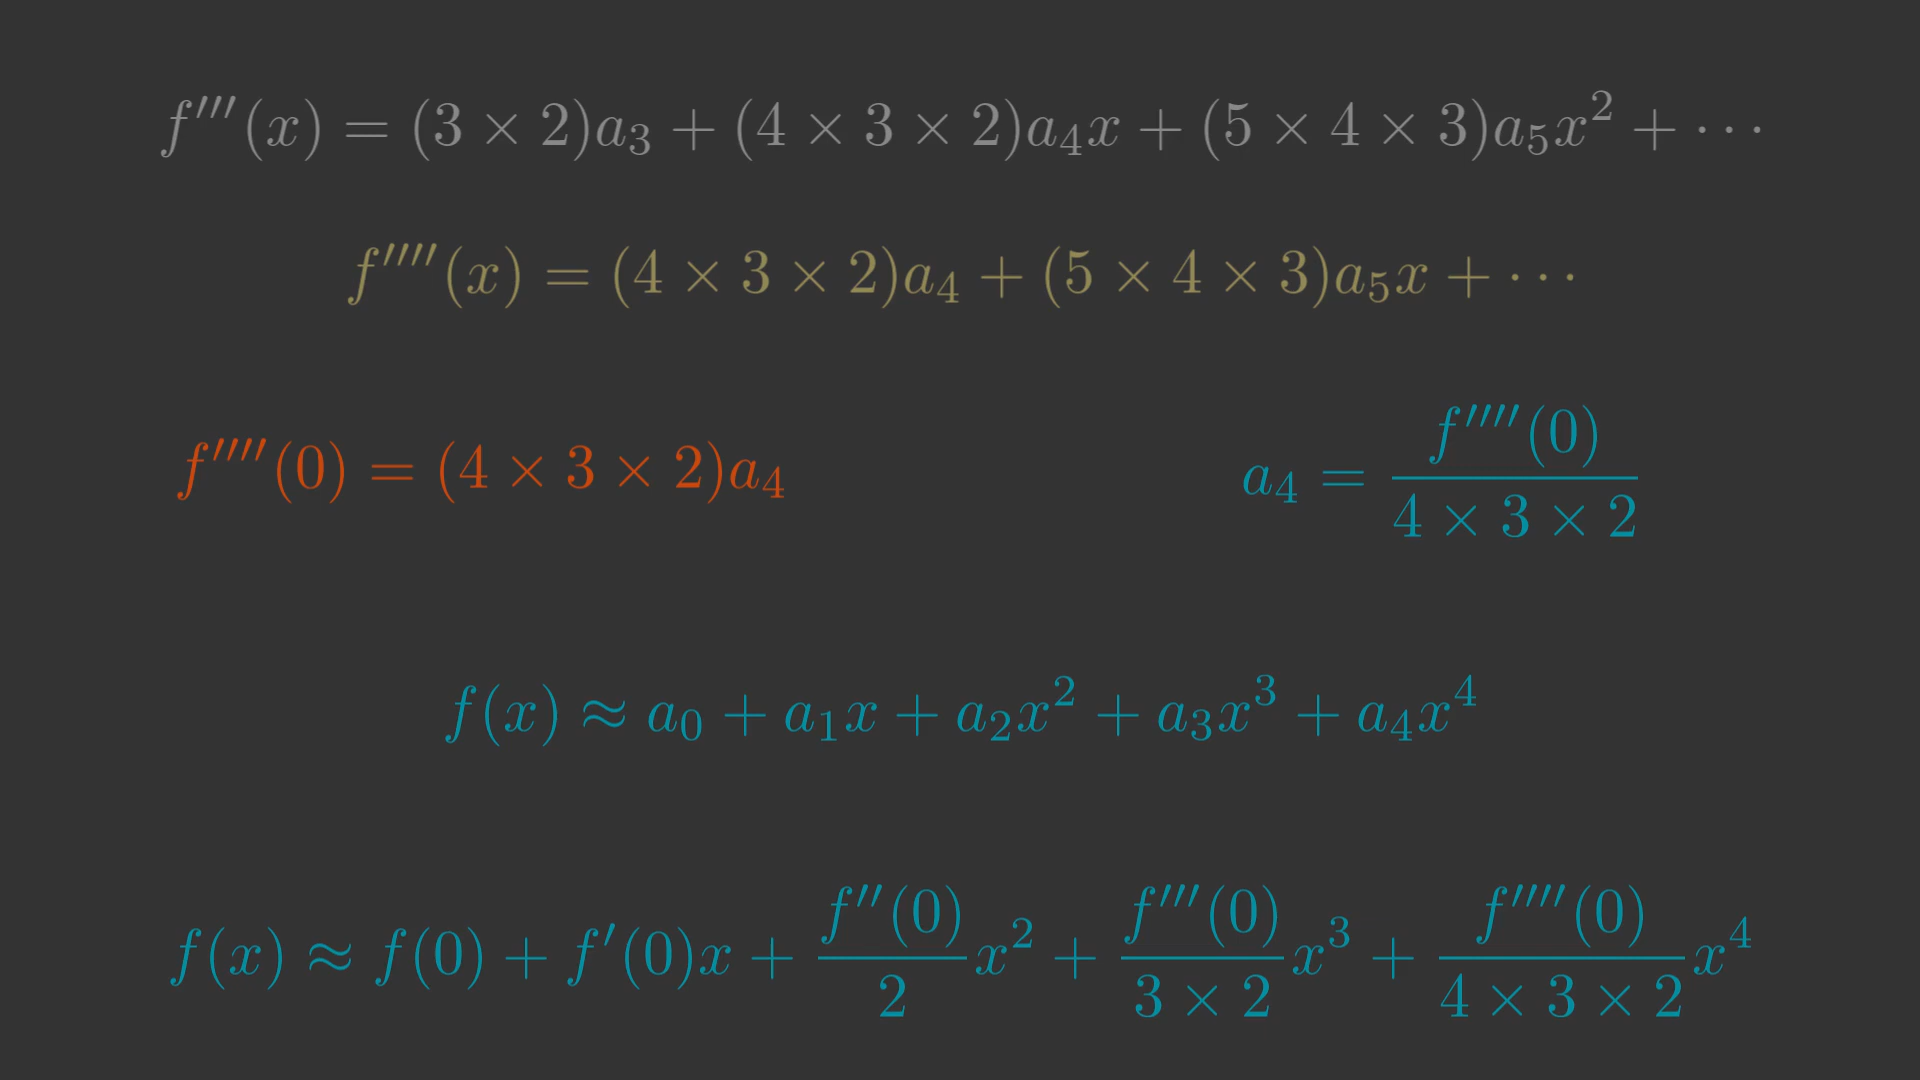 f′′′(x) = (3 × 2)a₃ + (4 × 3 × 2)a₄x + (5 × 4 × 3)a₅x² + ⋯
f′′′′(x) = (4 × 3 × 2)a₄ + (5 × 4 × 3)a₅x + ⋯
f′′′′(0) = (4 × 3 × 2)a₄
a₄ = f′′′′(0) / (4 × 3 × 2)
f(x) ≈ a₀ + a₁x + a₂x² + a₃x³ + a₄x⁴
f(x) ≈ f(0) + f′(0)x + f′′(0)/2 x² + f′′′(0)/(3 × 2) x³ + f′′′′(0)/(4 × 3 × 2) x⁴